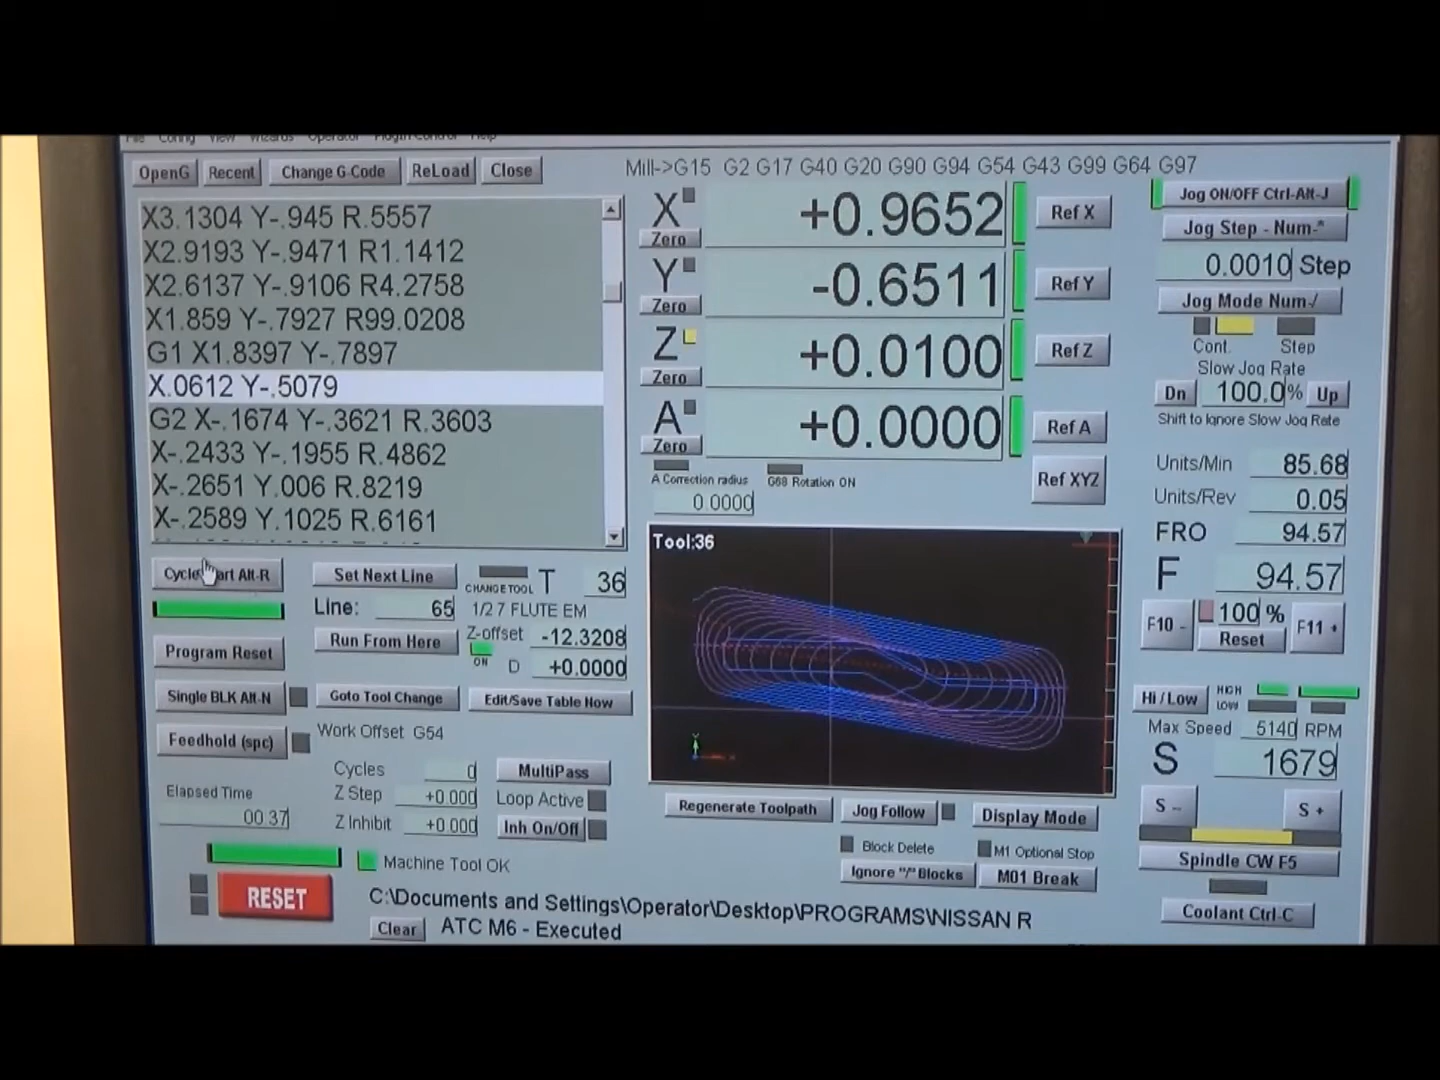 File Config View Wizards Operator PlugIn Control Help
OpenG Recent Change G-Code ReLoad Close
Mill->G15 G2 G17 G40 G20 G90 G94 G54 G43 G99 G64 G97
X3.1304 Y-.945 R.5557
X2.9193 Y-.9471 R1.1412
X2.6137 Y-.9106 R4.2758
X1.859 Y-.7927 R99.0208
G1 X1.8397 Y-.7897
X.0612 Y-.5079
G2 X-.1674 Y-.3621 R.3603
X-.2433 Y-.1955 R.4862
X-.2651 Y.006 R.8219
X-.2589 Y.1025 R.6161
X +0.9652 Ref X
Zero
Y -0.6511 Ref Y
Zero
Z +0.0100 Ref Z
Zero
A +0.0000 Ref A
Zero
A Correction radius G68 Rotation ON
0.0000
Ref XYZ
Jog ON/OFF Ctrl-Alt-J
Jog Step - Num-*
0.0010 Step
Jog Mode Num-/
Cont. Step
Slow Jog Rate
Dn 100.0% Up
Shift to Ignore Slow Jog Rate
Units/Min 85.68
Units/Rev 0.05
FRO 94.57
F 94.57
F10 - 100 % F11 +
Reset
Hi / Low HIGH
LOW
Max Speed 5140 RPM
S 1679
S -- S +
Spindle CW F5
Coolant Ctrl-C
Tool:36
Regenerate Toolpath Jog Follow Display Mode
Block Delete M1 Optional Stop
Ignore "/" Blocks M01 Break
Set Next Line CHANGE TOOL T 36
Line: 65 1/2 7 FLUTE EM
Run From Here Z-offset -12.3208
ON D +0.0000
Program Reset
Single BLK Alt-N Goto Tool Change Edit/Save Table Now
Feedhold (spc) Work Offset G54
Cycles 0 MultiPass
Elapsed Time Z Step +0.000 Loop Active
00:37 Z Inhibit +0.000 Inh On/Off
Machine Tool OK
RESET C:\Documents and Settings\Operator\Desktop\PROGRAMS\NISSAN R
Clear ATC M6 - Executed